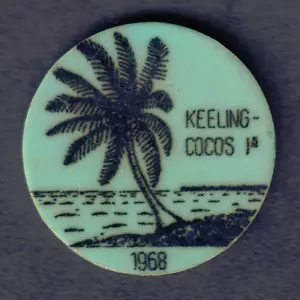 KEELING-
COCOS Iˢ
1968